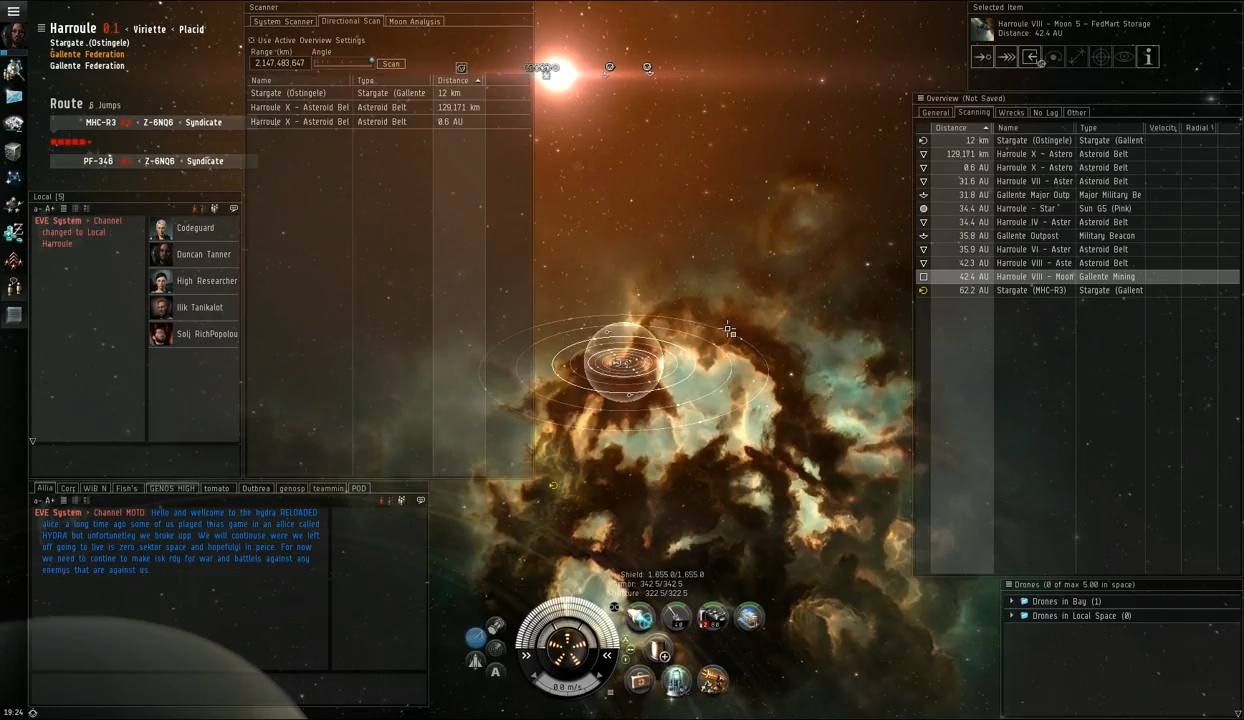 Harroule 0.1 ‹ Viriette ‹ Placid
Stargate (Ostingele)
Gallente Federation
Gallente Federation
Route 6 Jumps
MHC-R3 ‹ Z-6NQ6 ‹ Syndicate
PF-346 ‹ Z-6NQ6 ‹ Syndicate
Local [5]
a- A+
EVE System › Channel
changed to Local
Harroule
Codeguard
Duncan Tanner
High Researcher
Ilik Tanikalot
Solj RichPopolou
Scanner
System Scanner Directional Scan Moon Analysis
Use Active Overview Settings
Range (km) Angle
2,147,483,647 Scan
Name Type Distance
Stargate (Ostingele) Stargate (Gallente 12 km
Harroule X - Asteroid Bel Asteroid Belt 129,171 km
Harroule X - Asteroid Bel Asteroid Belt 0.6 AU
Selected Item
Harroule VIII - Moon 5 - FedMart Storage
Distance: 42.4 AU
Overview (Not Saved)
General Scanning Wrecks No Lag Other
Distance Name Type Velocity Radial V
12 km Stargate (Ostingele) Stargate (Gallent
129,171 km Harroule X - Astero Asteroid Belt
0.6 AU Harroule X - Astero Asteroid Belt
31.6 AU Harroule VII - Aster Asteroid Belt
31.8 AU Gallente Major Outp Major Military Be
34.4 AU Harroule - Star Sun G5 (Pink)
34.4 AU Harroule IV - Aster Asteroid Belt
35.8 AU Gallente Outpost Military Beacon
35.9 AU Harroule VI - Aster Asteroid Belt
42.3 AU Harroule VIII - Aste Asteroid Belt
42.4 AU Harroule VIII - Moon Gallente Mining
62.2 AU Stargate (MHC-R3) Stargate (Gallent
Allia Corp WiB N Fish's GENOS HIGH tomato Outbrea genosp teammin POD
a- A+
EVE System › Channel MOTD: Hello and wellcome to the hydra RELOADED
alice. a long time ago some of us played thias game in an allice called
HYDRA but unfortunetley we broke upp. We will continouse were we left
off going to live is zero sektor space and hopefulyl in peice. For now
we need to contine to make isk rdy for war and battlels against any
enemys that are against us.
Shield: 1,655.0/1,655.0
Armor: 342.5/342.5
Structure: 322.5/322.5
0.0 m/s
A
40
80
Drones (0 of max 5.00 in space)
Drones in Bay (1)
Drones in Local Space (0)
19:24